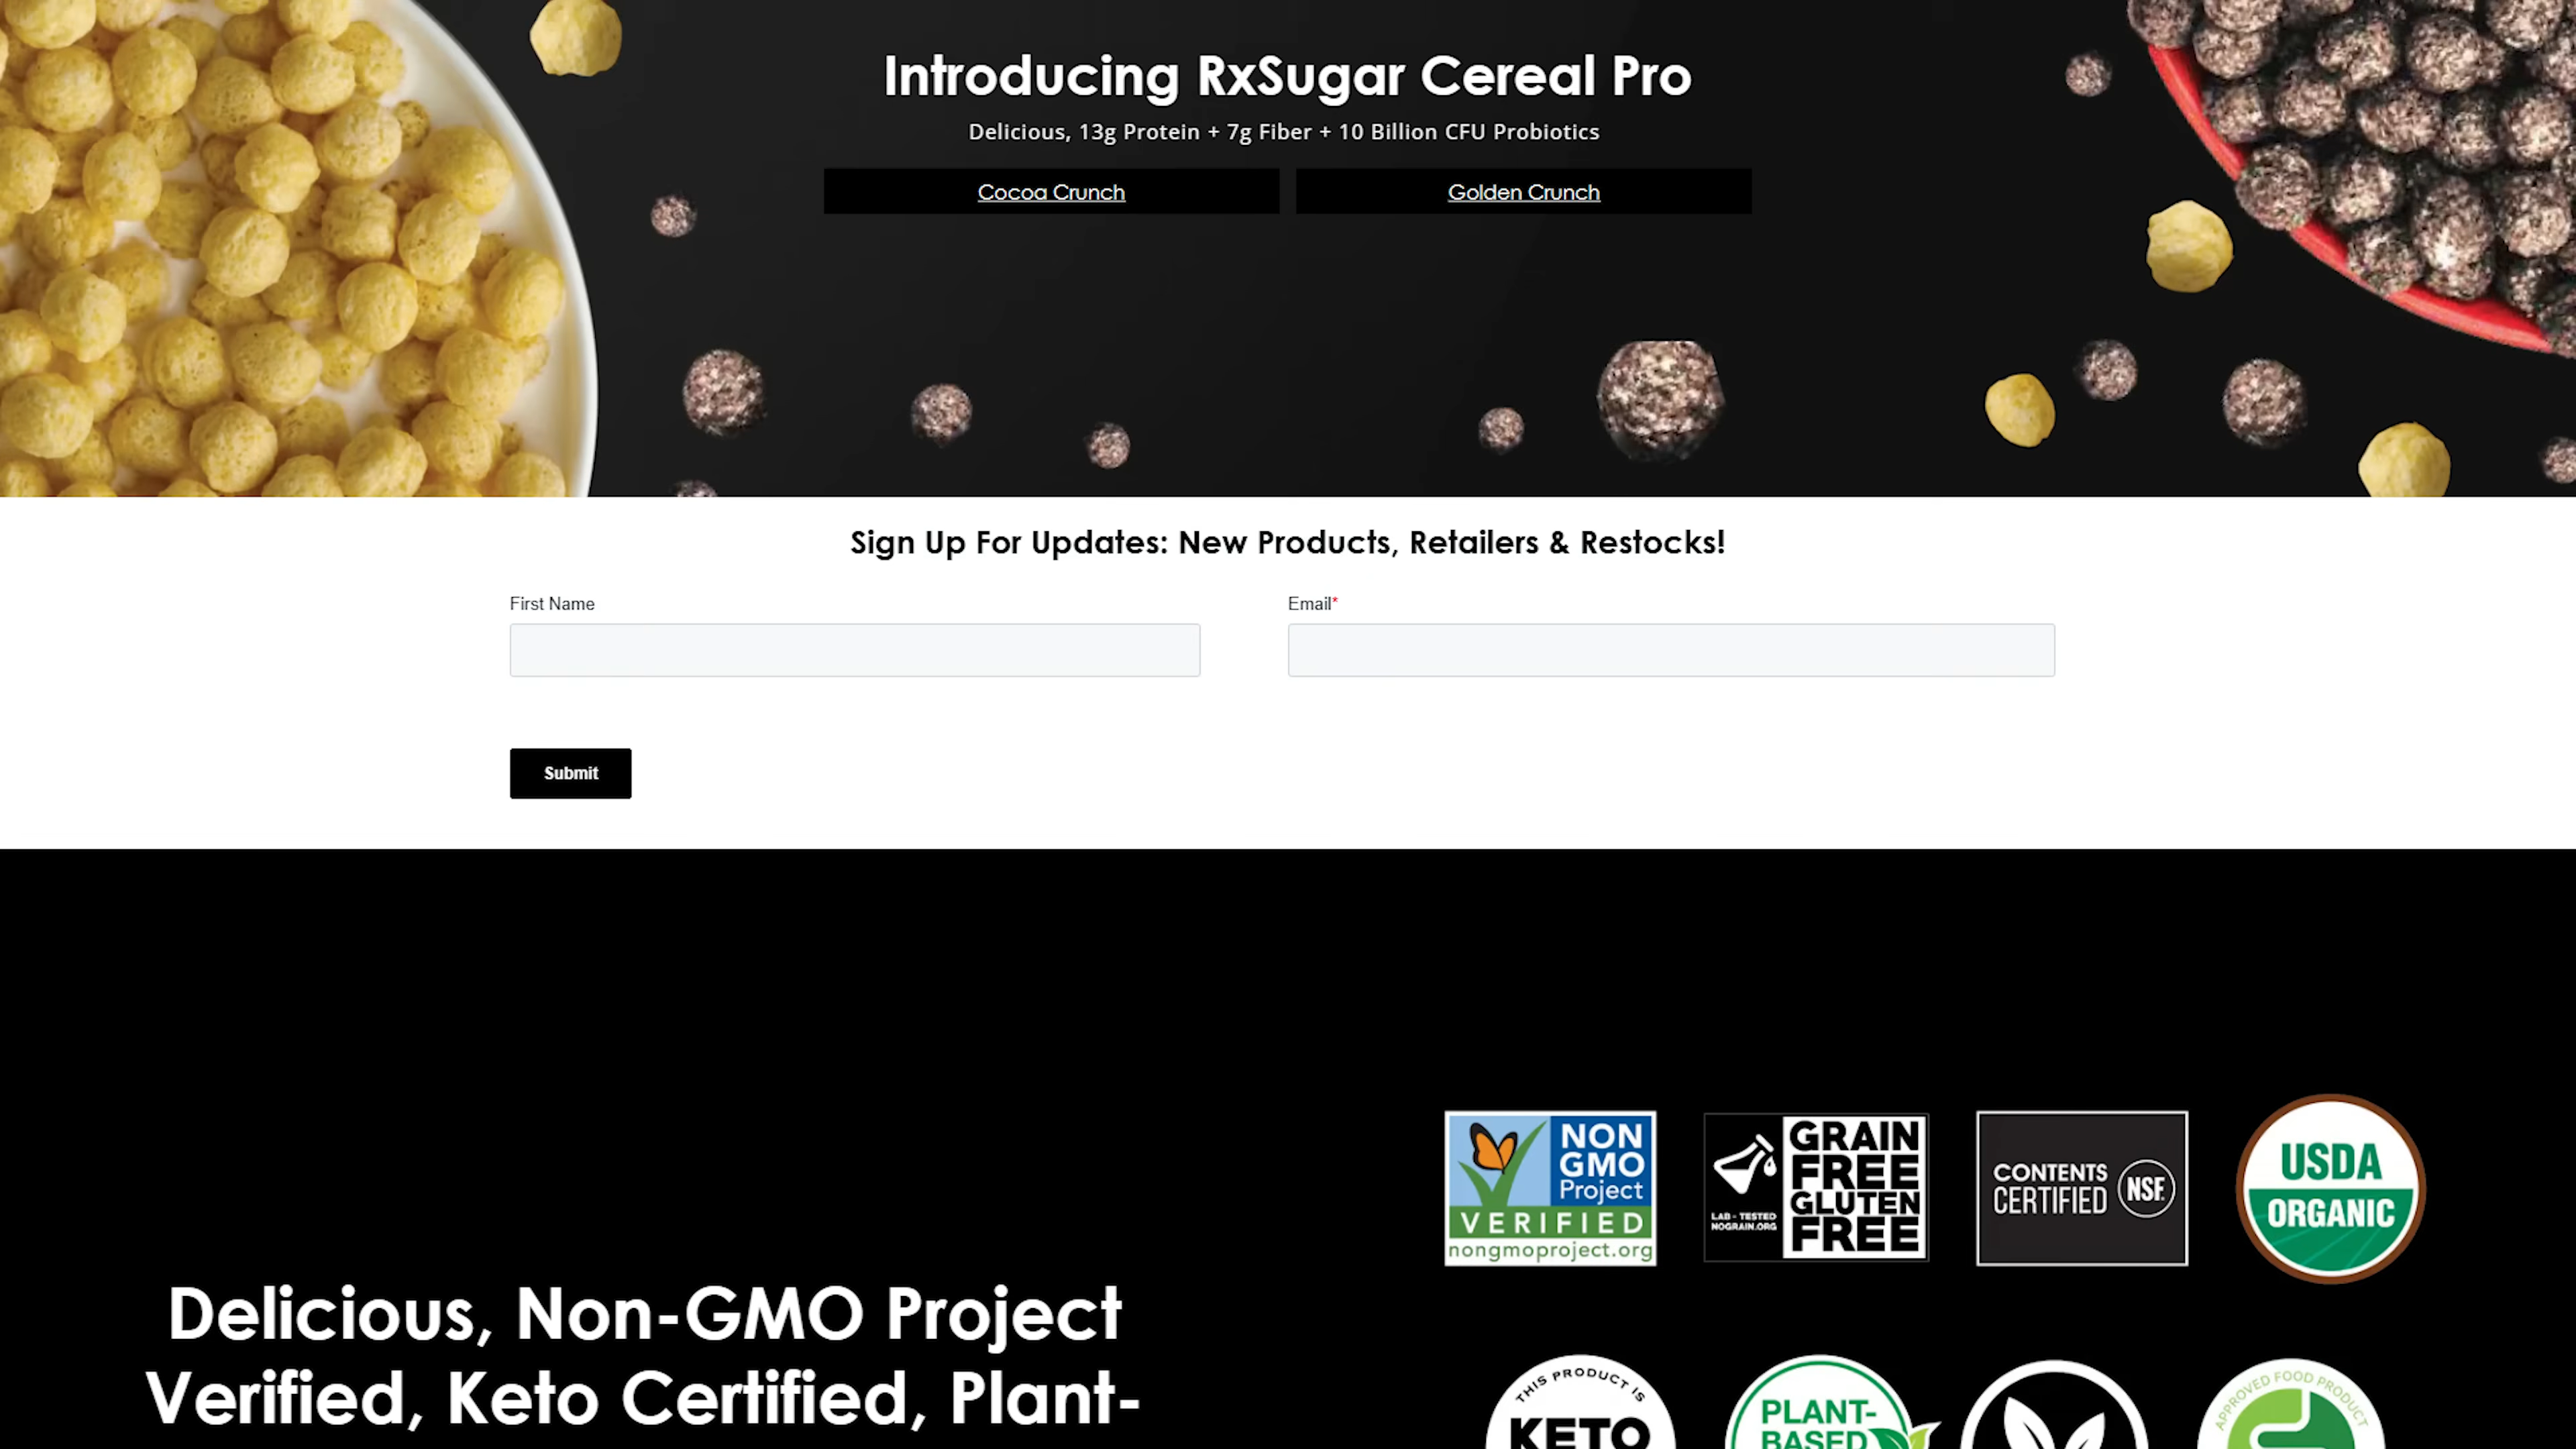 Introducing RxSugar Cereal Pro
Delicious, 13g Protein + 7g Fiber + 10 Billion CFU Probiotics
Cocoa Crunch
Golden Crunch
Sign Up For Updates: New Products, Retailers & Restocks!
First Name
Email*
Submit
NON
GMO
Project
VERIFIED
nongmoproject.org
LAB - TESTED
NOGRAIN.ORG
GRAIN
FREE
GLUTEN
FREE
CONTENTS
CERTIFIED
NSF
USDA
ORGANIC
Delicious, Non-GMO Project
Verified, Keto Certified, Plant-
THIS PRODUCT IS
KETO
PLANT-
BASED
APPROVED FOOD PRODUCT